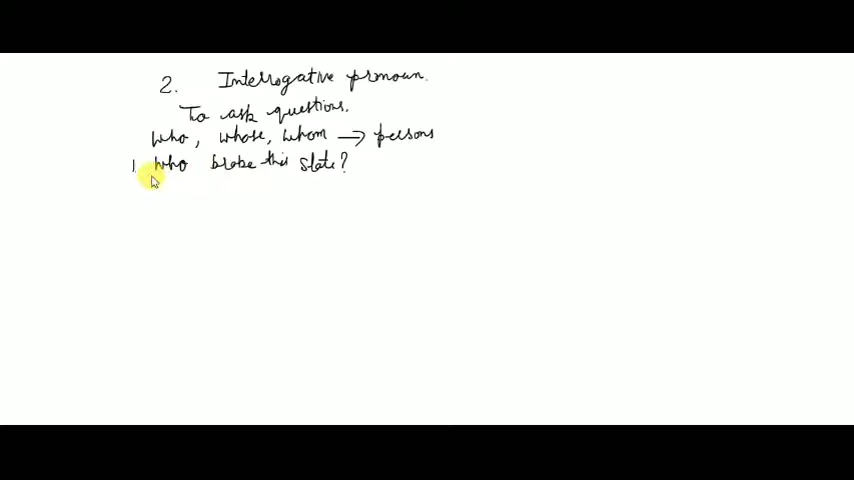 2. Interrogative pronoun.
To ask questions.
who, whose, whom → persons
1. who broke this slate?